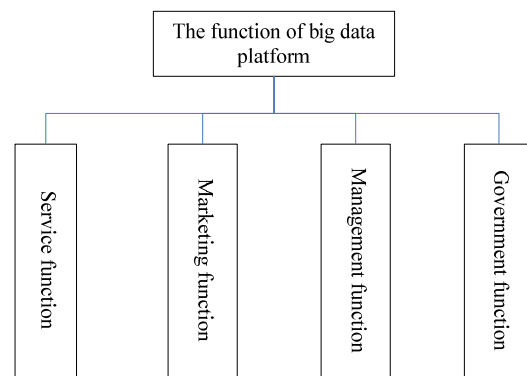 The function of big data
platform
Service function
Marketing function
Management function
Government function